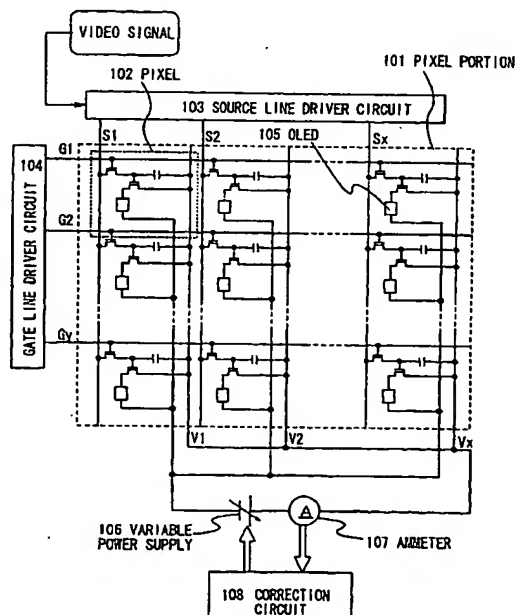 VIDEO SIGNAL
102 PIXEL
101 PIXEL PORTION
103 SOURCE LINE DRIVER CIRCUIT
S1
S2
105 OLED
Sx
G1
104
GATE LINE DRIVER CIRCUIT
G2
Gy
V1
V2
Vx
106 VARIABLE
POWER SUPPLY
A
107 AMMETER
108 CORRECTION
CIRCUIT